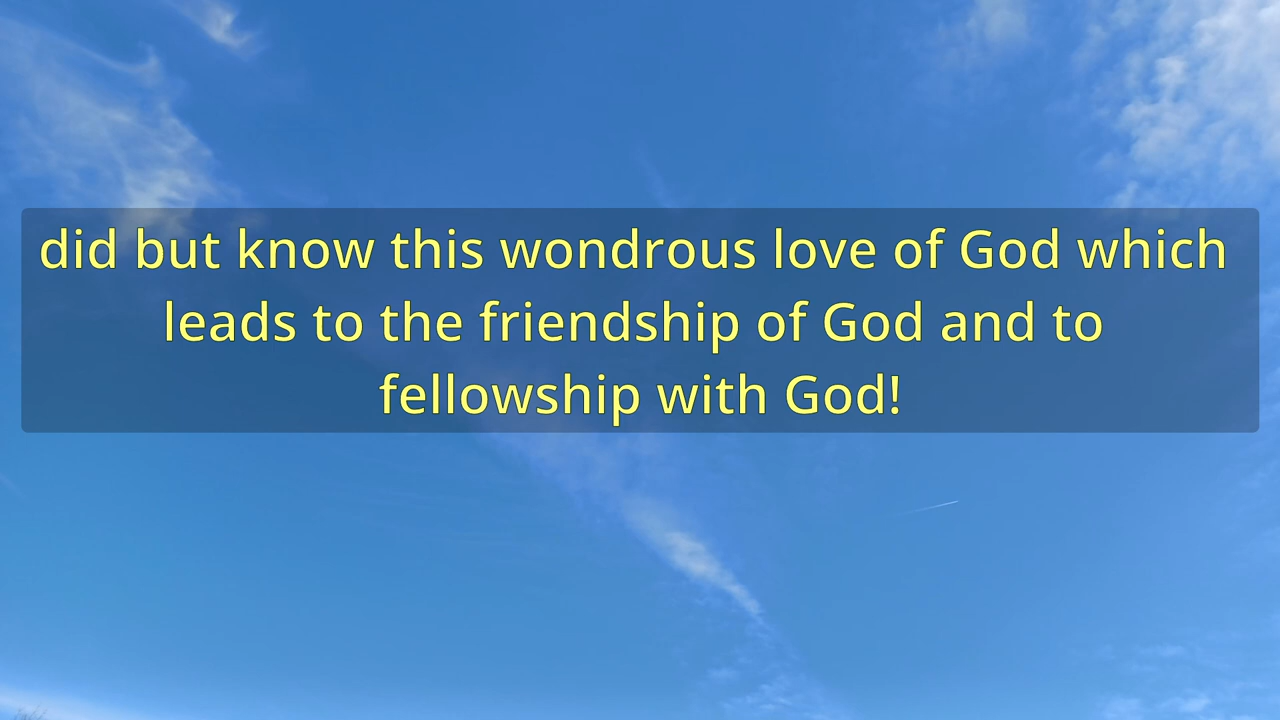 did but know this wondrous love of God which
leads to the friendship of God and to
fellowship with God!